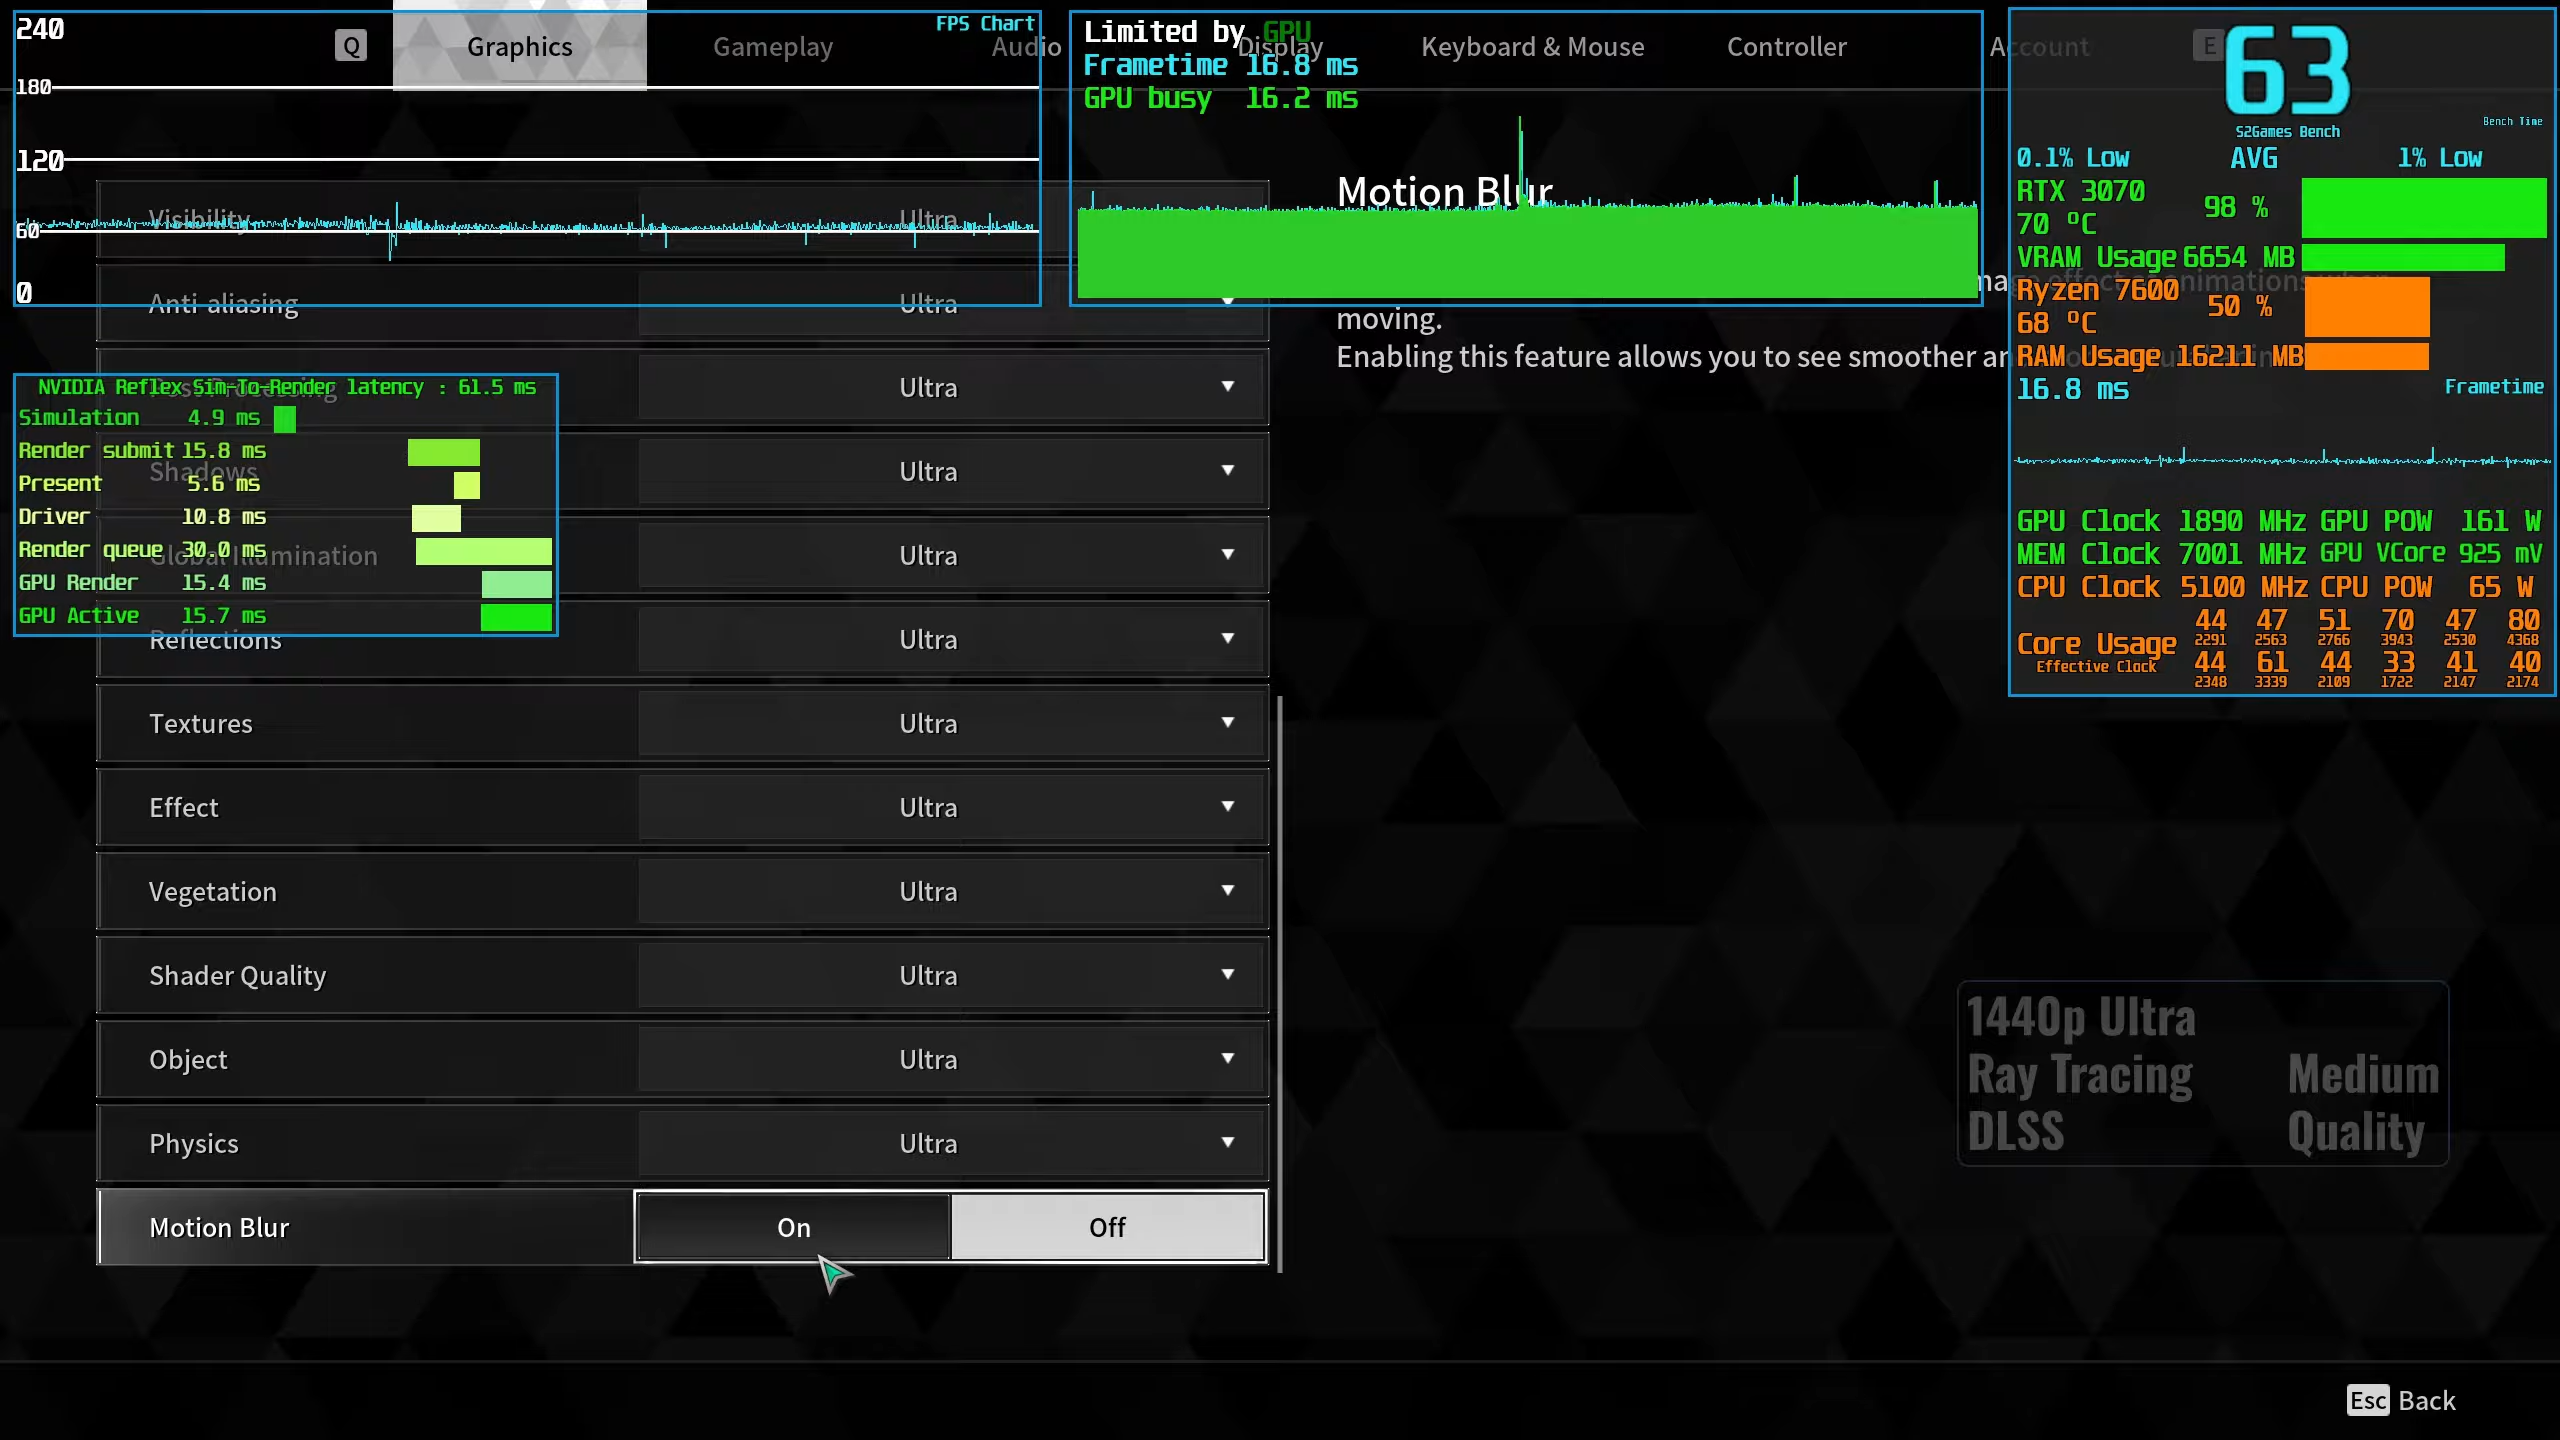 240
FPS Chart
180
120
60
0
Q
Graphics
Gameplay
Audio
Display
Keyboard & Mouse
Controller
Account
E
Limited by GPU
Frametime 16.8 ms
GPU busy 16.2 ms
63
S2Games Bench
Bench Time
0.1% Low AVG 1% Low
RTX 3070
70 °C
98 %
VRAM Usage 6654 MB
Ryzen 7600
68 °C
50 %
RAM Usage 16211 MB
16.8 ms
Frametime
GPU Clock 1890 MHz GPU POW 161 W
MEM Clock 7001 MHz GPU VCore 925 mV
CPU Clock 5100 MHz CPU POW 65 W
Core Usage
Effective Clock
44 47 51 70 47 80
2291 2563 2766 3943 2530 4368
44 61 44 33 41 40
2348 3339 2109 1722 2147 2174
NVIDIA Reflex Sim-To-Render latency : 61.5 ms
Simulation 4.9 ms
Render submit 15.8 ms
Present 5.6 ms
Driver 10.8 ms
Render queue 30.0 ms
GPU Render 15.4 ms
GPU Active 15.7 ms
Visibility Ultra
Anti-aliasing Ultra
Post Processing Ultra
Shadows Ultra
Global Illumination Ultra
Reflections Ultra
Textures Ultra
Effect Ultra
Vegetation Ultra
Shader Quality Ultra
Object Ultra
Physics Ultra
Motion Blur On Off
Motion Blur
effect animations
moving.
Enabling this feature allows you to see smoother
1440p Ultra
Ray Tracing Medium
DLSS Quality
Esc Back